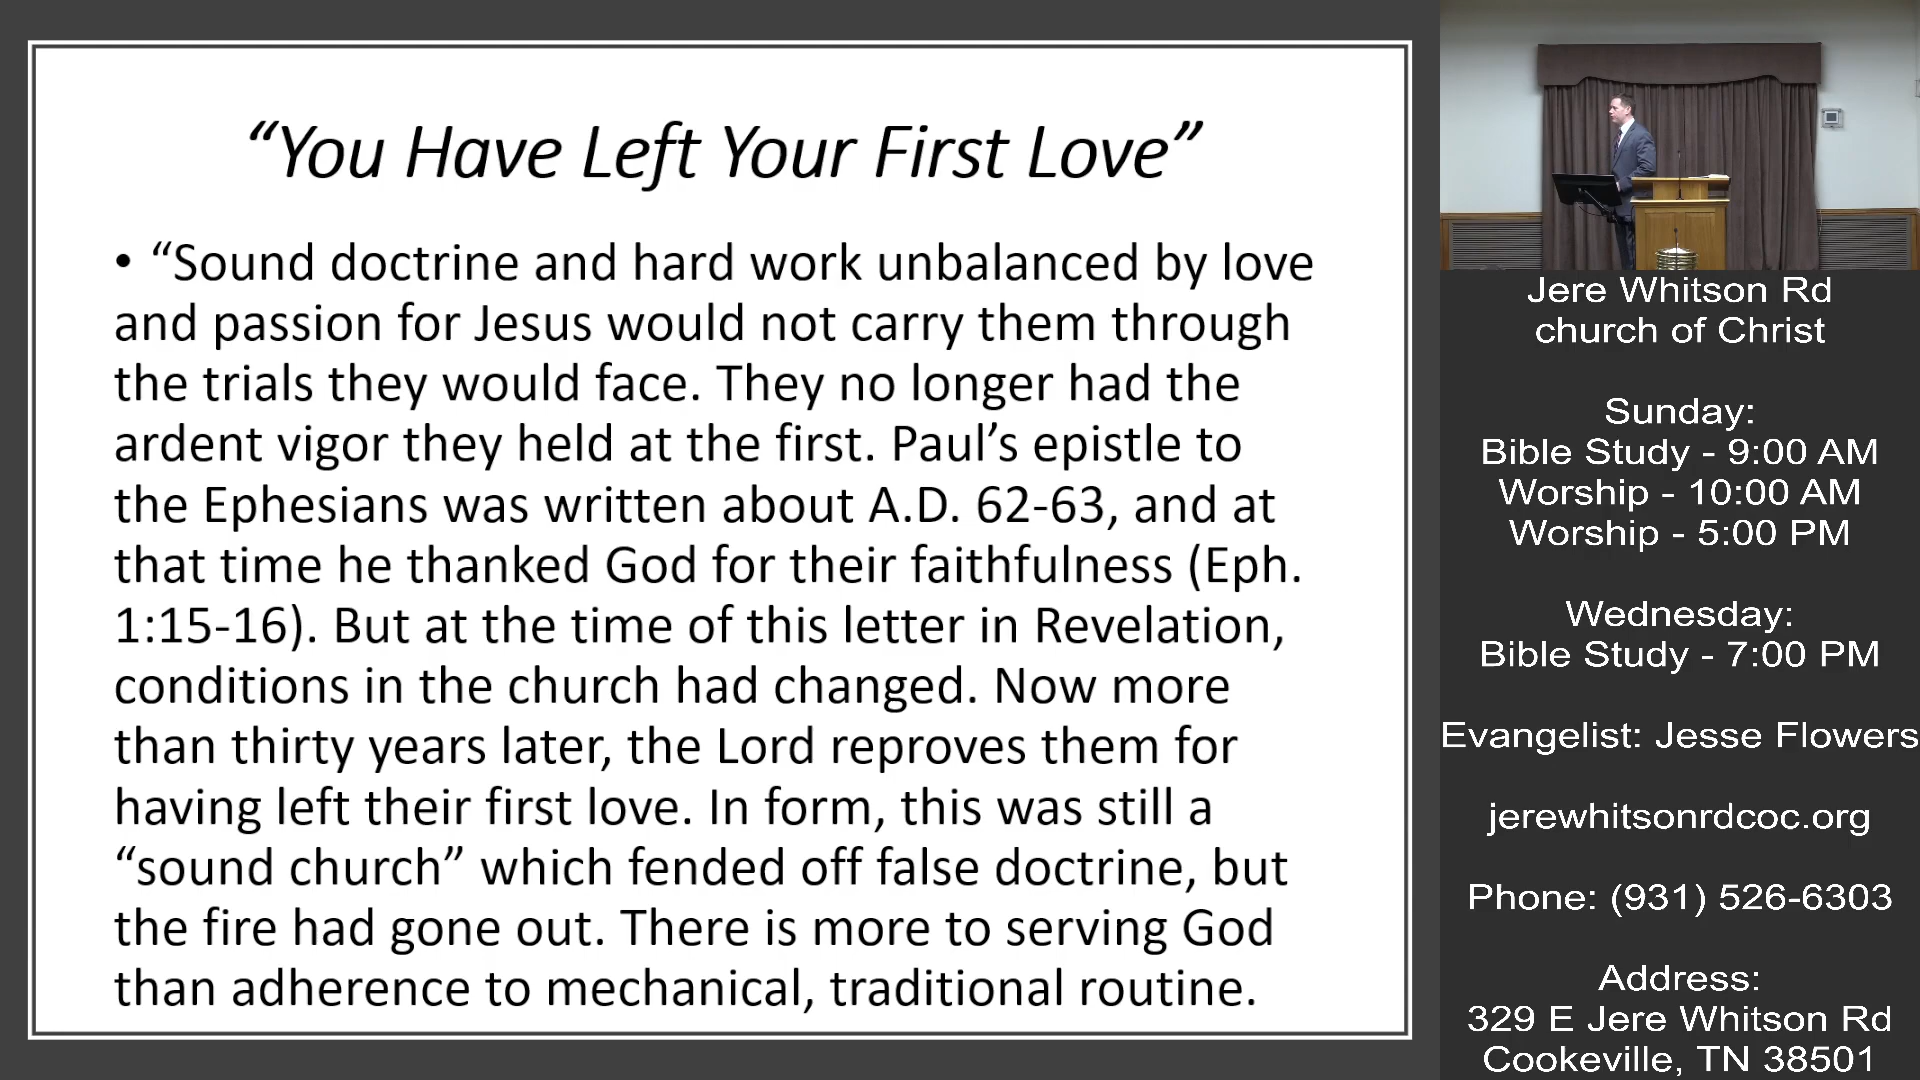 “You Have Left Your First Love”
• “Sound doctrine and hard work unbalanced by love
and passion for Jesus would not carry them through
the trials they would face. They no longer had the
ardent vigor they held at the first. Paul’s epistle to
the Ephesians was written about A.D. 62-63, and at
that time he thanked God for their faithfulness (Eph.
1:15-16). But at the time of this letter in Revelation,
conditions in the church had changed. Now more
than thirty years later, the Lord reproves them for
having left their first love. In form, this was still a
“sound church” which fended off false doctrine, but
the fire had gone out. There is more to serving God
than adherence to mechanical, traditional routine.
Jere Whitson Rd
church of Christ
Sunday:
Bible Study - 9:00 AM
Worship - 10:00 AM
Worship - 5:00 PM
Wednesday:
Bible Study - 7:00 PM
Evangelist: Jesse Flowers
jerewhitsonrdcoc.org
Phone: (931) 526-6303
Address:
329 E Jere Whitson Rd
Cookeville, TN 38501